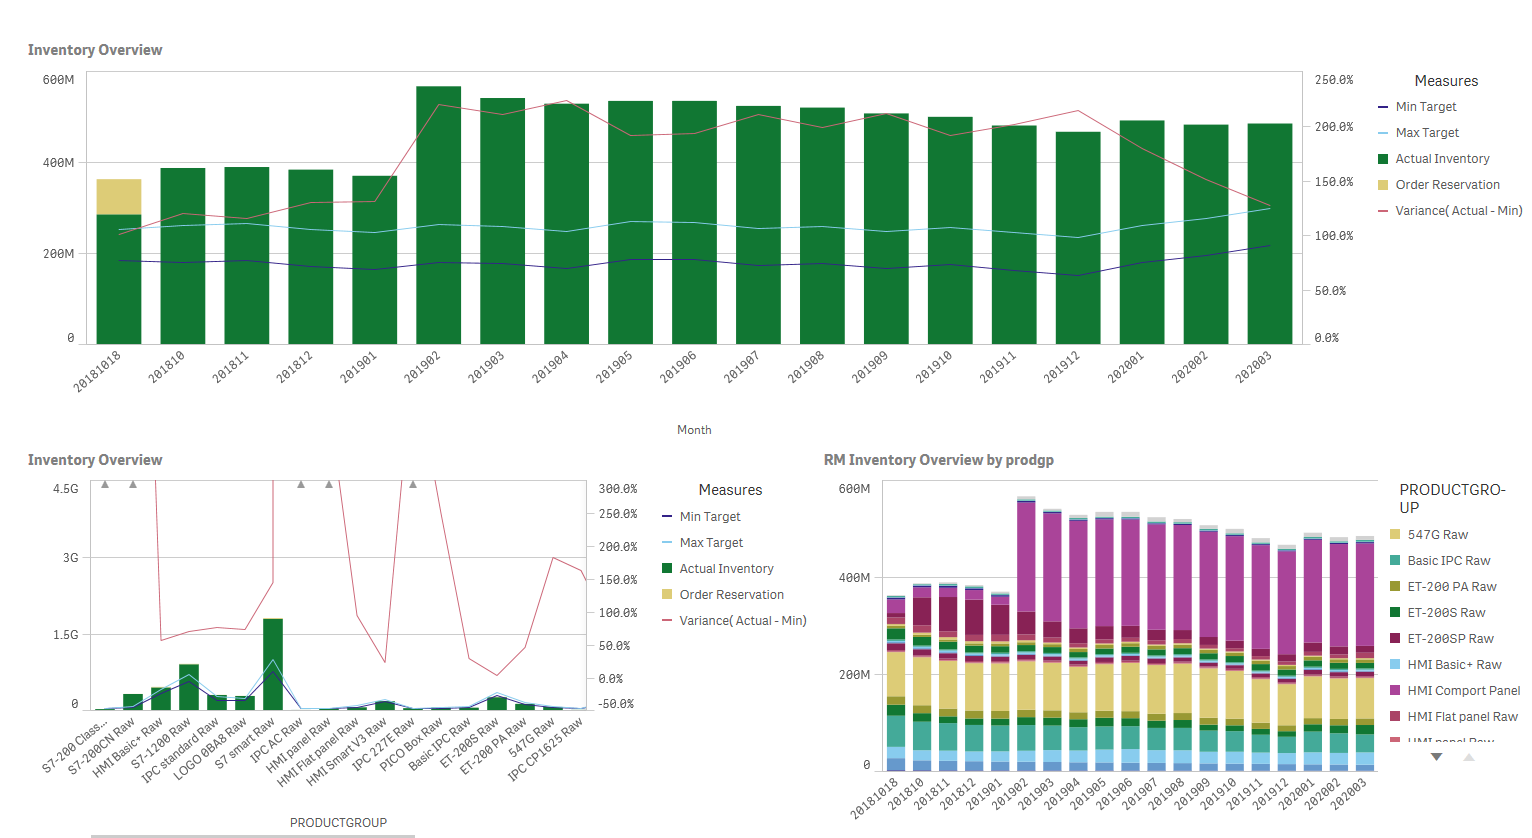 Inventory Overview
600M
400M
200M
0
250.0%
200.0%
150.0%
100.0%
50.0%
0.0%
Measures
Min Target
Max Target
Actual Inventory
Order Reservation
Variance( Actual - Min)
20181018
201810
201811
201812
201901
201902
201903
201904
201905
201906
201907
201908
201909
201910
201911
201912
202001
202002
202003
Month
Inventory Overview
4.5G
3G
1.5G
0
300.0%
250.0%
200.0%
150.0%
100.0%
50.0%
0.0%
-50.0%
Measures
Min Target
Max Target
Actual Inventory
Order Reservation
Variance( Actual - Min)
S7-200 Class...
S7-200CN Raw
HMI Basic+ Raw
S7-1200 Raw
IPC standard Raw
LOGO 0BA8 Raw
S7 smart Raw
IPC AC Raw
HMI panel Raw
HMI Flat panel Raw
HMI Smart V3 Raw
IPC 227E Raw
PICO Box Raw
Basic IPC Raw
ET-200S Raw
ET-200 PA Raw
547G Raw
IPC CP1625 Raw
PRODUCTGROUP
RM Inventory Overview by prodgp
600M
400M
200M
0
20181018
201810
201811
201812
201901
201902
201903
201904
201905
201906
201907
201908
201909
201910
201911
201912
202001
202002
202003
PRODUCTGRO-
UP
547G Raw
Basic IPC Raw
ET-200 PA Raw
ET-200S Raw
ET-200SP Raw
HMI Basic+ Raw
HMI Comport Panel
HMI Flat panel Raw
HMI panel Raw